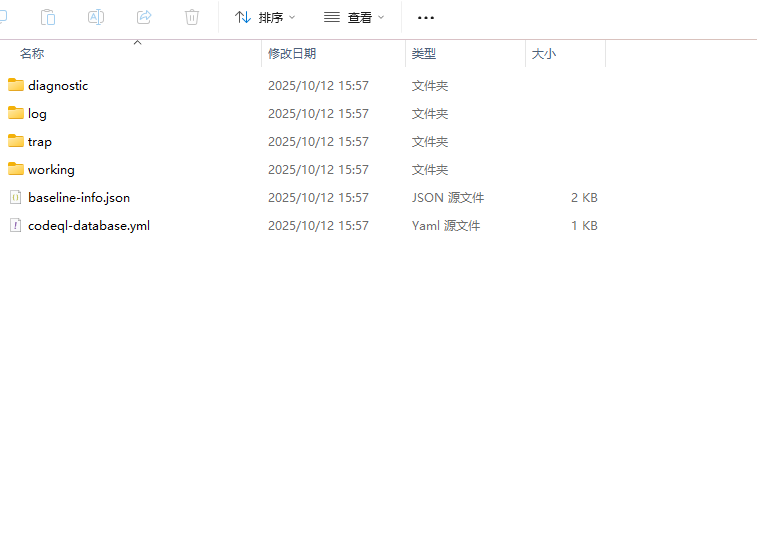 排序 查看
名称 修改日期 类型 大小
diagnostic 2025/10/12 15:57 文件夹
log 2025/10/12 15:57 文件夹
trap 2025/10/12 15:57 文件夹
working 2025/10/12 15:57 文件夹
baseline-info.json 2025/10/12 15:57 JSON 源文件 2 KB
codeql-database.yml 2025/10/12 15:57 Yaml 源文件 1 KB